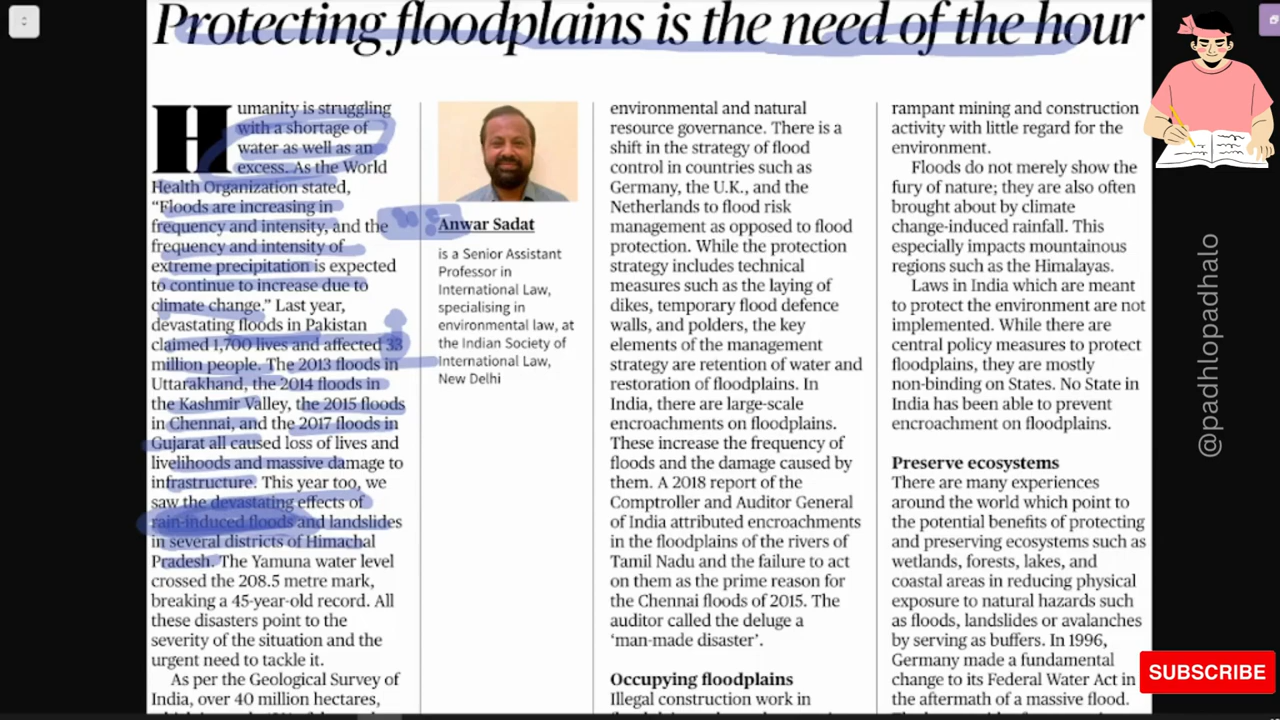 Protecting floodplains is the need of the hour
Humanity is struggling
with a shortage of
water as well as an
excess. As the World
Health Organization stated,
“Floods are increasing in
frequency and intensity, and the
frequency and intensity of
extreme precipitation is expected
to continue to increase due to
climate change.” Last year,
devastating floods in Pakistan
claimed 1,700 lives and affected 33
million people. The 2013 floods in
Uttarakhand, the 2014 floods in
the Kashmir Valley, the 2015 floods
in Chennai, and the 2017 floods in
Gujarat all caused loss of lives and
livelihoods and massive damage to
infrastructure. This year too, we
saw the devastating effects of
rain-induced floods and landslides
in several districts of Himachal
Pradesh. The Yamuna water level
crossed the 208.5 metre mark,
breaking a 45-year-old record. All
these disasters point to the
severity of the situation and the
urgent need to tackle it.
As per the Geological Survey of
India, over 40 million hectares,
Anwar Sadat
is a Senior Assistant
Professor in
International Law,
specialising in
environmental law, at
the Indian Society of
International Law,
New Delhi
environmental and natural
resource governance. There is a
shift in the strategy of flood
control in countries such as
Germany, the U.K., and the
Netherlands to flood risk
management as opposed to flood
protection. While the protection
strategy includes technical
measures such as the laying of
dikes, temporary flood defence
walls, and polders, the key
elements of the management
strategy are retention of water and
restoration of floodplains. In
India, there are large-scale
encroachments on floodplains.
These increase the frequency of
floods and the damage caused by
them. A 2018 report of the
Comptroller and Auditor General
of India attributed encroachments
in the floodplains of the rivers of
Tamil Nadu and the failure to act
on them as the prime reason for
the Chennai floods of 2015. The
auditor called the deluge a
‘man-made disaster’.
Occupying floodplains
Illegal construction work in
rampant mining and construction
activity with little regard for the
environment.
Floods do not merely show the
fury of nature; they are also often
brought about by climate
change-induced rainfall. This
especially impacts mountainous
regions such as the Himalayas.
Laws in India which are meant
to protect the environment are not
implemented. While there are
central policy measures to protect
floodplains, they are mostly
non-binding on States. No State in
India has been able to prevent
encroachment on floodplains.
Preserve ecosystems
There are many experiences
around the world which point to
the potential benefits of protecting
and preserving ecosystems such as
wetlands, forests, lakes, and
coastal areas in reducing physical
exposure to natural hazards such
as floods, landslides or avalanches
by serving as buffers. In 1996,
Germany made a fundamental
change to its Federal Water Act in
the aftermath of a massive flood.
@padhlopadhalo
SUBSCRIBE